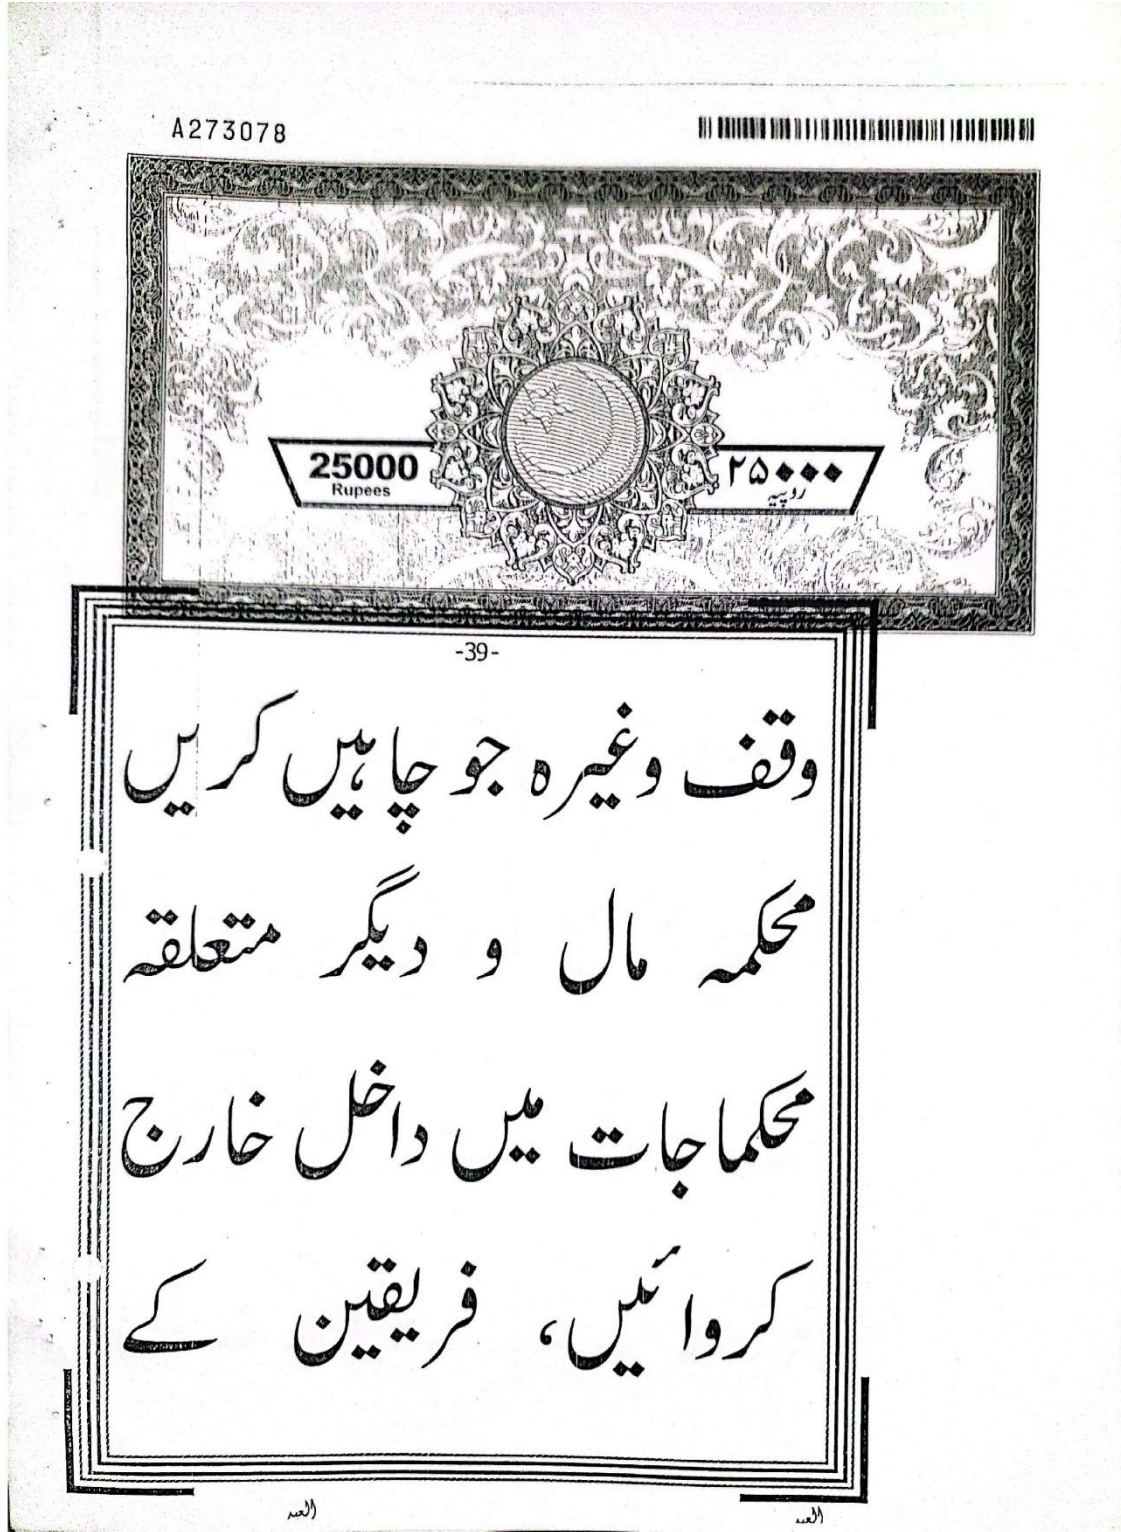 A273078
25000
Rupees
۲۵۰۰۰
روپیہ
-39-
وقف وغیرہ جو چاہیں کریں
محکمہ مال و دیگر متعلقہ
محکماجات میں داخل خارج
کروائیں، فریقین کے
العبد
العبد